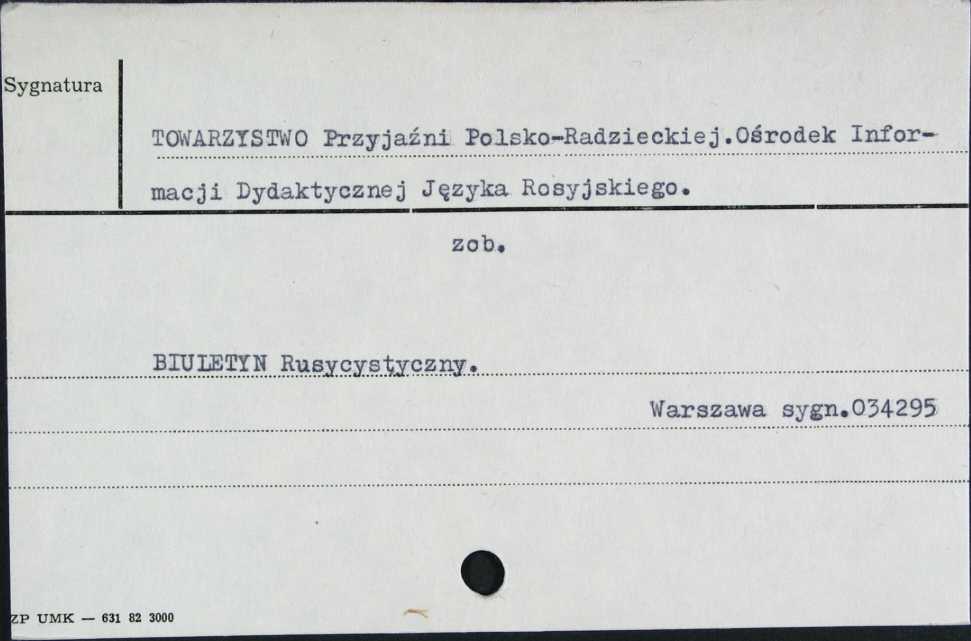 Sygnatura
TOWARZYSTWO Przyjaźni Polsko-Radzieckiej.Ośrodek Infor-
macji Dydaktycznej Języka Rosyjskiego.
zob.
BIULETYN Rusycystyczny.
Warszawa sygn.034295
ZP UMK — 631 82 3000